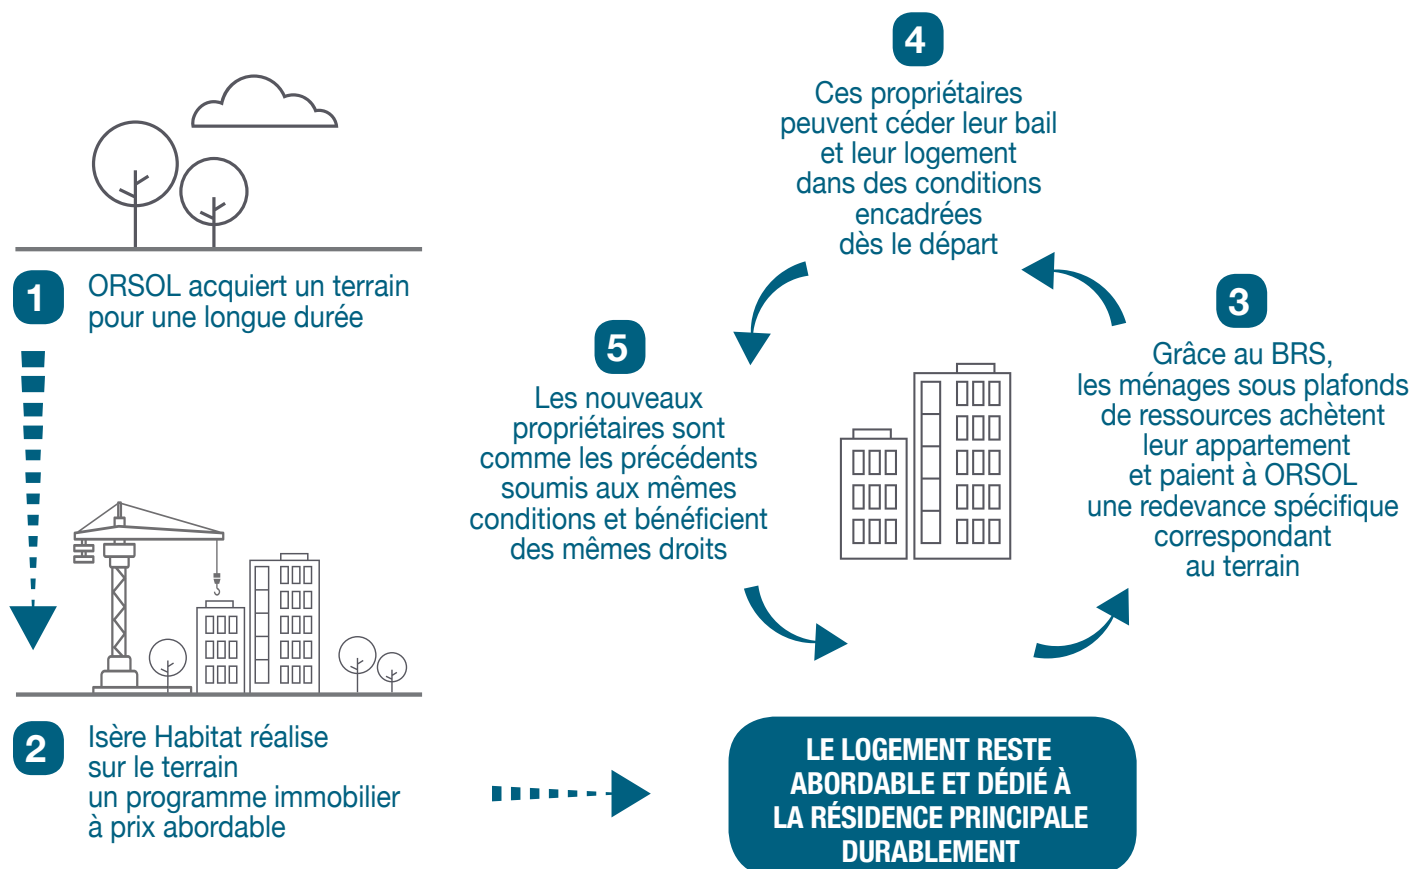 1
ORSOL acquiert un terrain
pour une longue durée
2
Isère Habitat réalise
sur le terrain
un programme immobilier
à prix abordable
3
Grâce au BRS,
les ménages sous plafonds
de ressources achètent
leur appartement
et paient à ORSOL
une redevance spécifique
correspondant
au terrain
4
Ces propriétaires
peuvent céder leur bail
et leur logement
dans des conditions
encadrées
dès le départ
5
Les nouveaux
propriétaires sont
comme les précédents
soumis aux mêmes
conditions et bénéficient
des mêmes droits
LE LOGEMENT RESTE
ABORDABLE ET DÉDIÉ À
LA RÉSIDENCE PRINCIPALE
DURABLEMENT